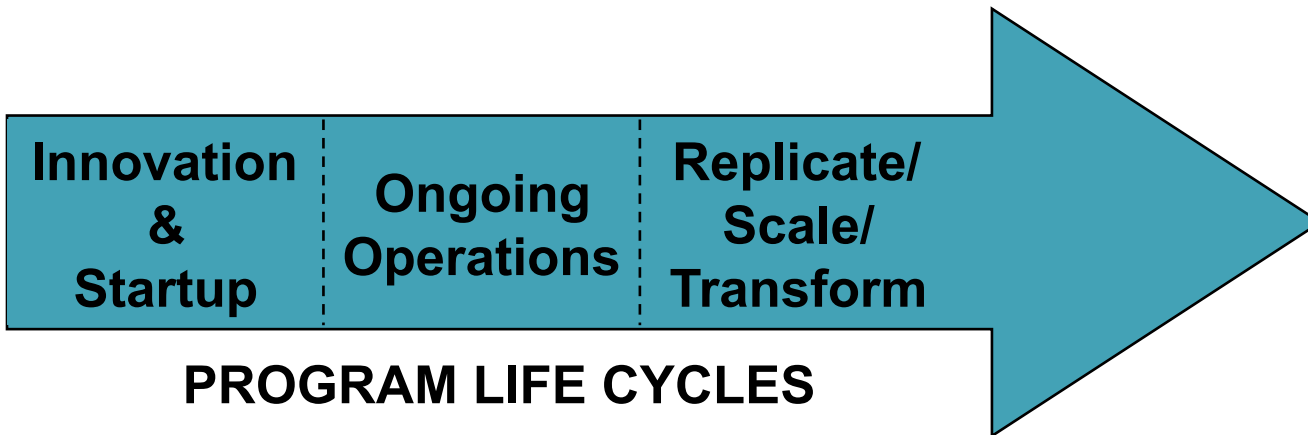 Innovation
&
Startup
Ongoing
Operations
Replicate/
Scale/
Transform
PROGRAM LIFE CYCLES